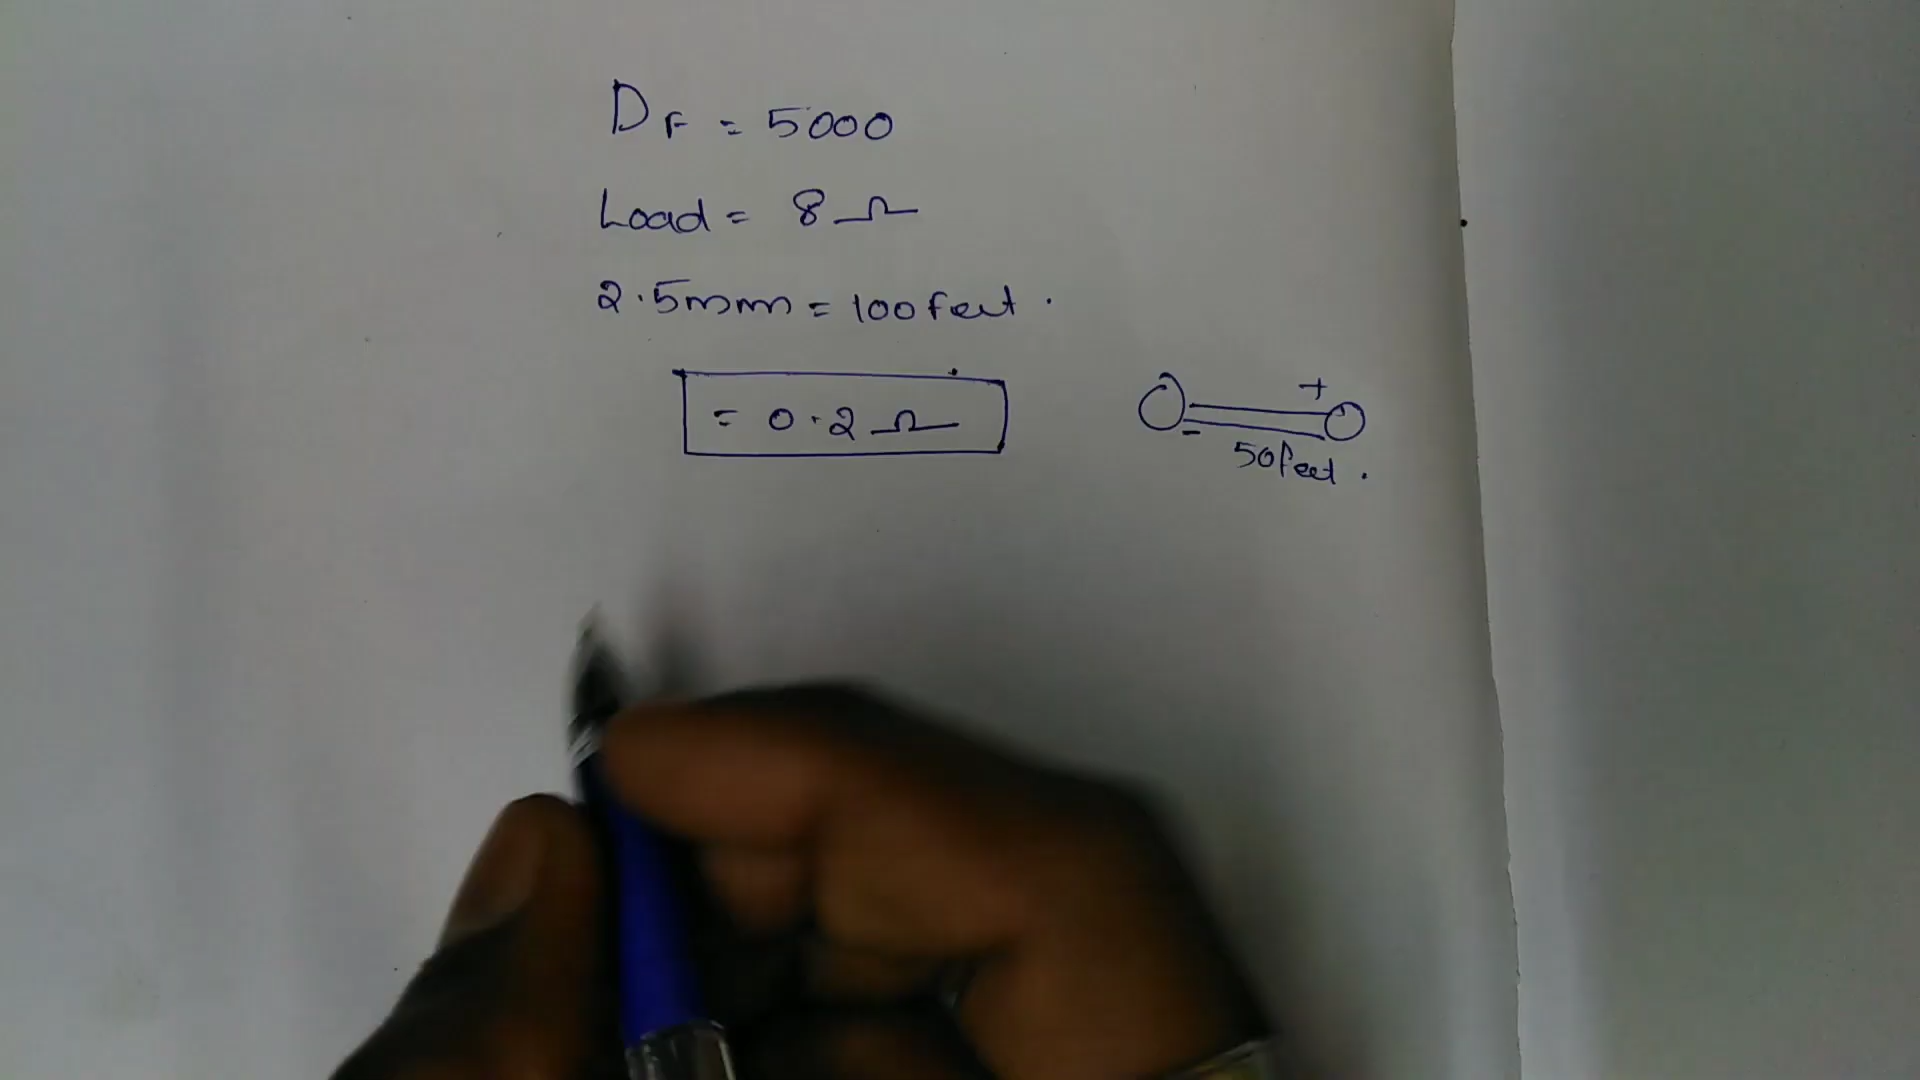 DF = 5000
Load = 8 Ω
2.5mm = 100 feet.
= 0.2 Ω
+
-
50 feet.